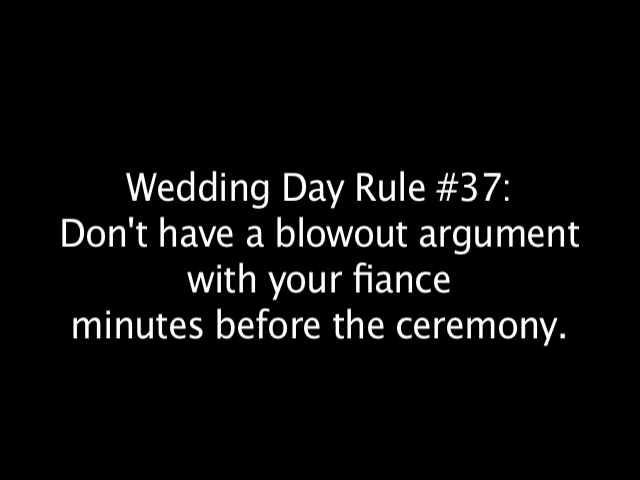 Wedding Day Rule #37:
Don't have a blowout argument
with your fiance
minutes before the ceremony.